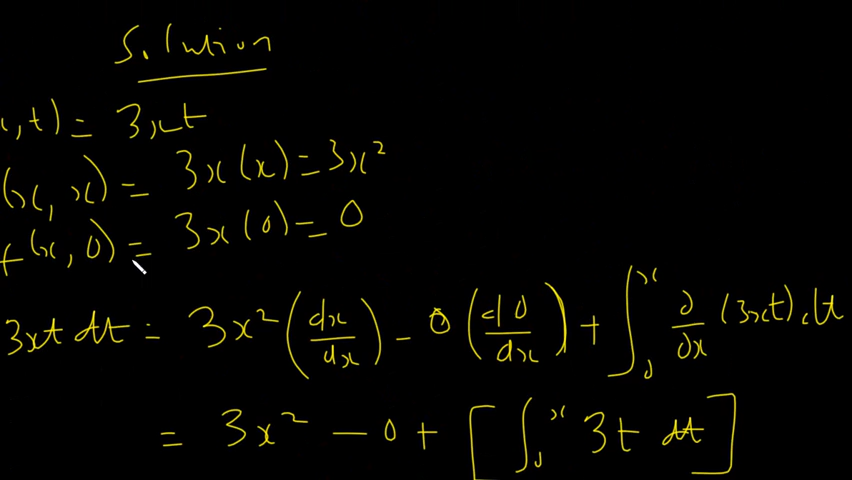 Solution
x, t) = 3xt
(x, x) = 3x(x) = 3x²
f(x, 0) = 3x(0) = 0
3xt dt = 3x² (dx/dx) - 0 (d0/dx) + ∫₀ˣ ∂/∂x (3xt) . dt
= 3x² - 0 + [∫₀ˣ 3t dt]